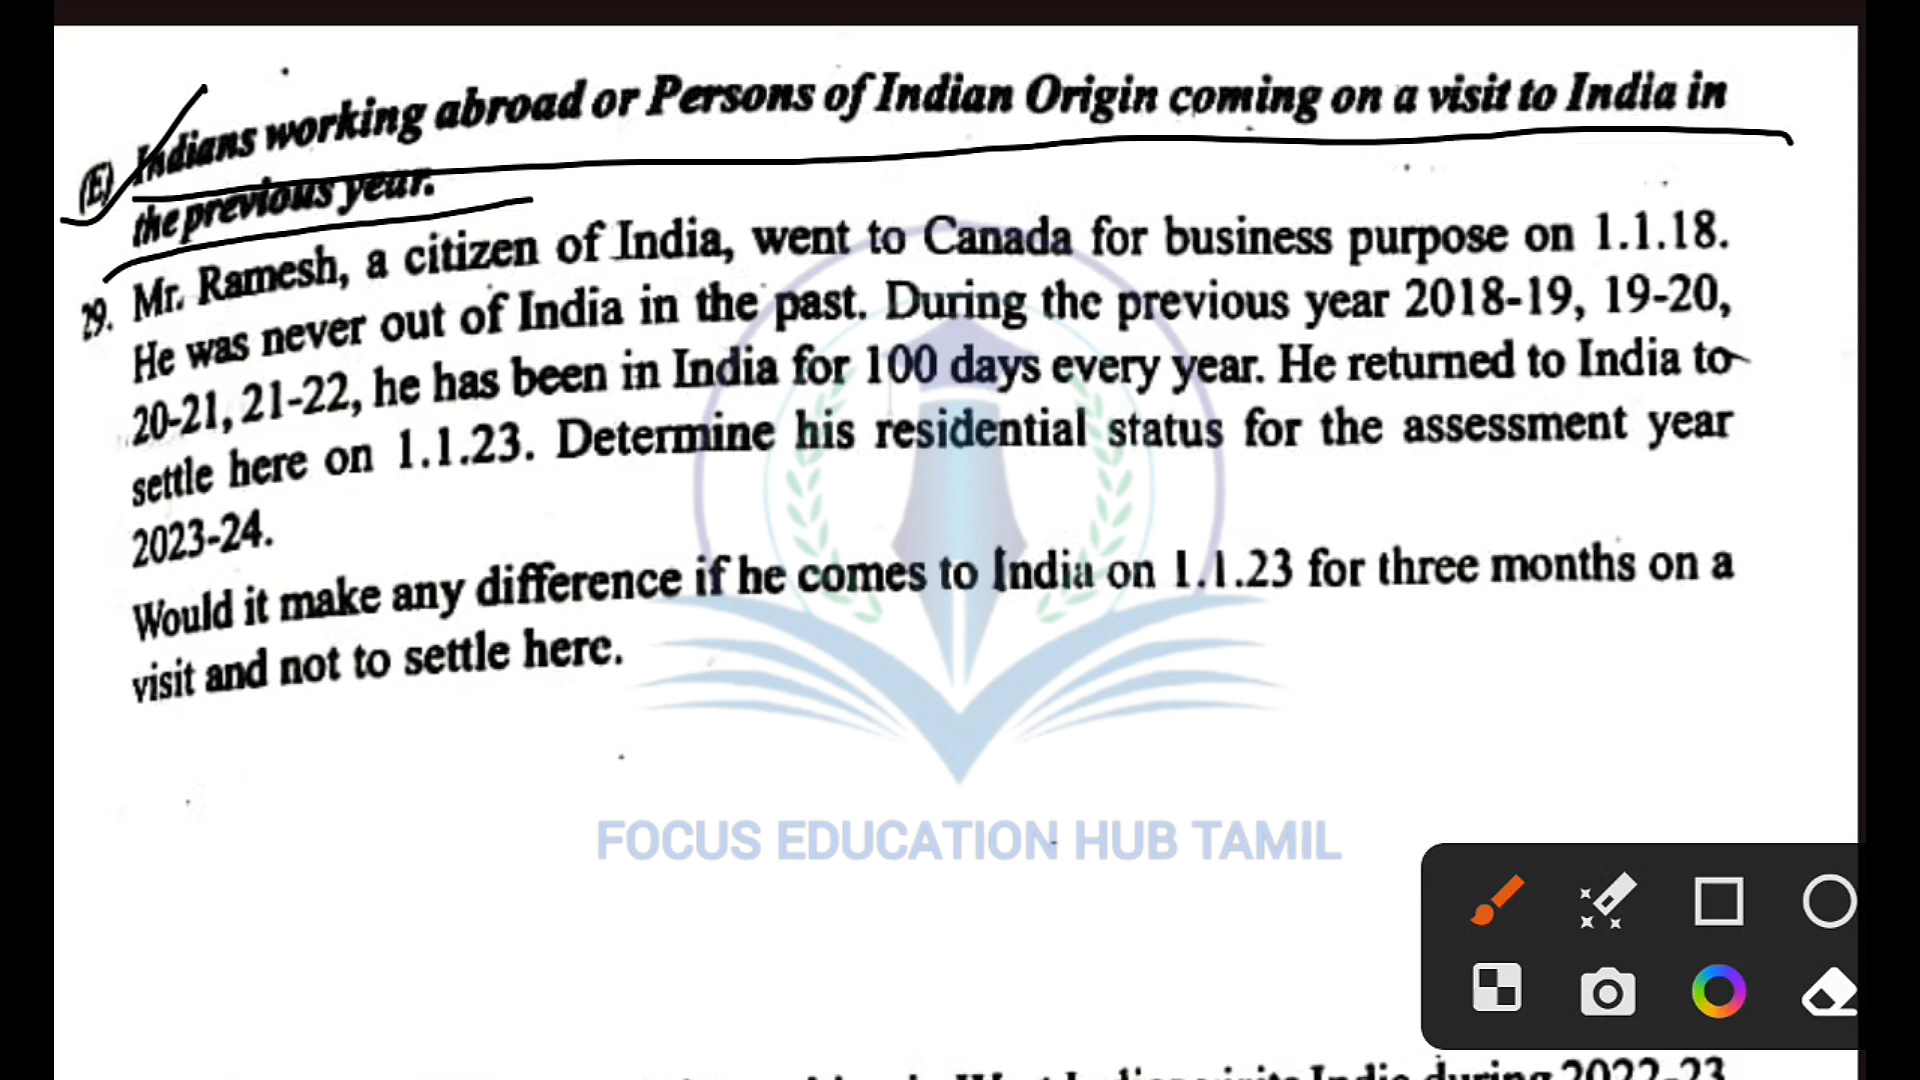 (E) Indians working abroad or Persons of Indian Origin coming on a visit to India in
the previous year.
29. Mr. Ramesh, a citizen of India, went to Canada for business purpose on 1.1.18.
He was never out of India in the past. During the previous year 2018-19, 19-20,
20-21, 21-22, he has been in India for 100 days every year. He returned to India to
settle here on 1.1.23. Determine his residential status for the assessment year
2023-24.
Would it make any difference if he comes to India on 1.1.23 for three months on a
visit and not to settle here.
FOCUS EDUCATION HUB TAMIL
India during 2022-23